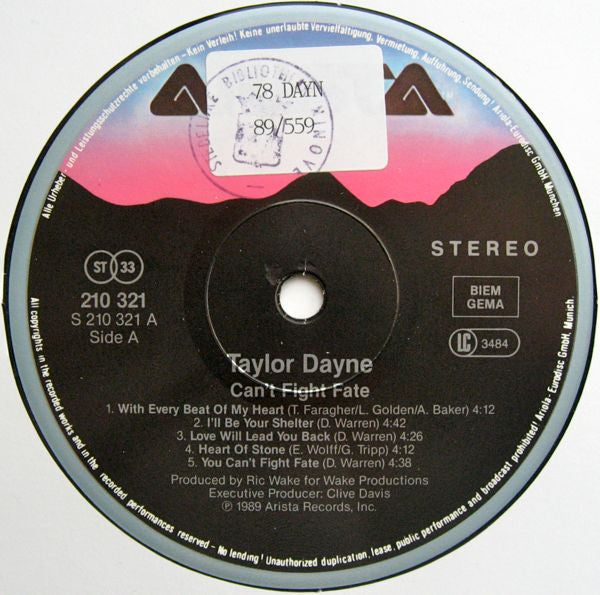 Alle Urheber- und Leistungsschutzrechte vorbehalten - Kein Verleih! Keine unerlaubte Vervielfältigung, Vermietung, Aufführung, Sendung! Ariola-Eurodisc GmbH, München
78 DAYN
89/559
STEREO
ST 33
210 321
S 210 321 A
Side A
BIEM
GEMA
LC 3484
Taylor Dayne
Can't Fight Fate
1. With Every Beat Of My Heart (T. Faragher/L. Golden/A. Baker) 4:12
2. I'll Be Your Shelter (D. Warren) 4:42
3. Love Will Lead You Back (D. Warren) 4:26
4. Heart Of Stone (E. Wolff/G. Tripp) 4:12
5. You Can't Fight Fate (D. Warren) 4:38
Produced by Ric Wake for Wake Productions
Executive Producer: Clive Davis
℗ 1989 Arista Records, Inc.
All copyrights in the recorded works and in the recorded performances reserved - No lending! Unauthorized duplication, lease, public performance and broadcast prohibited! Ariola-Eurodisc GmbH, Munich.